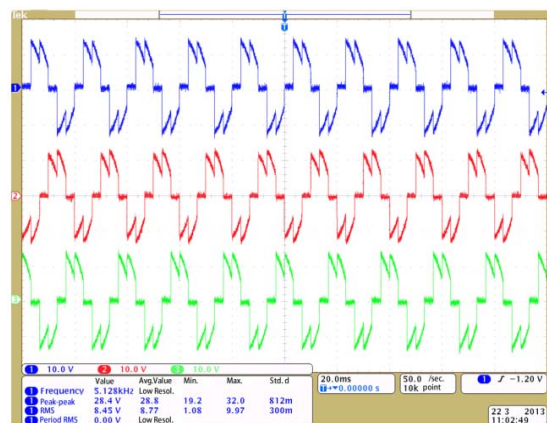 Tek
1
2
3
1 10.0 V 2 10.0 V 3 10.0 V
Value Avg.Value Min. Max. Std. d
1 Frequency 5.128kHz Low Resol.
1 Peak-peak 28.4 V 28.8 19.2 32.0 812m
1 RMS 8.45 V 8.77 1.08 9.97 300m
1 Period RMS 0.00 V Low Resol.
20.0ms
0.00000 s
50.0 /sec.
10k point
1 -1.20 V
22 3 2013
11:02:49